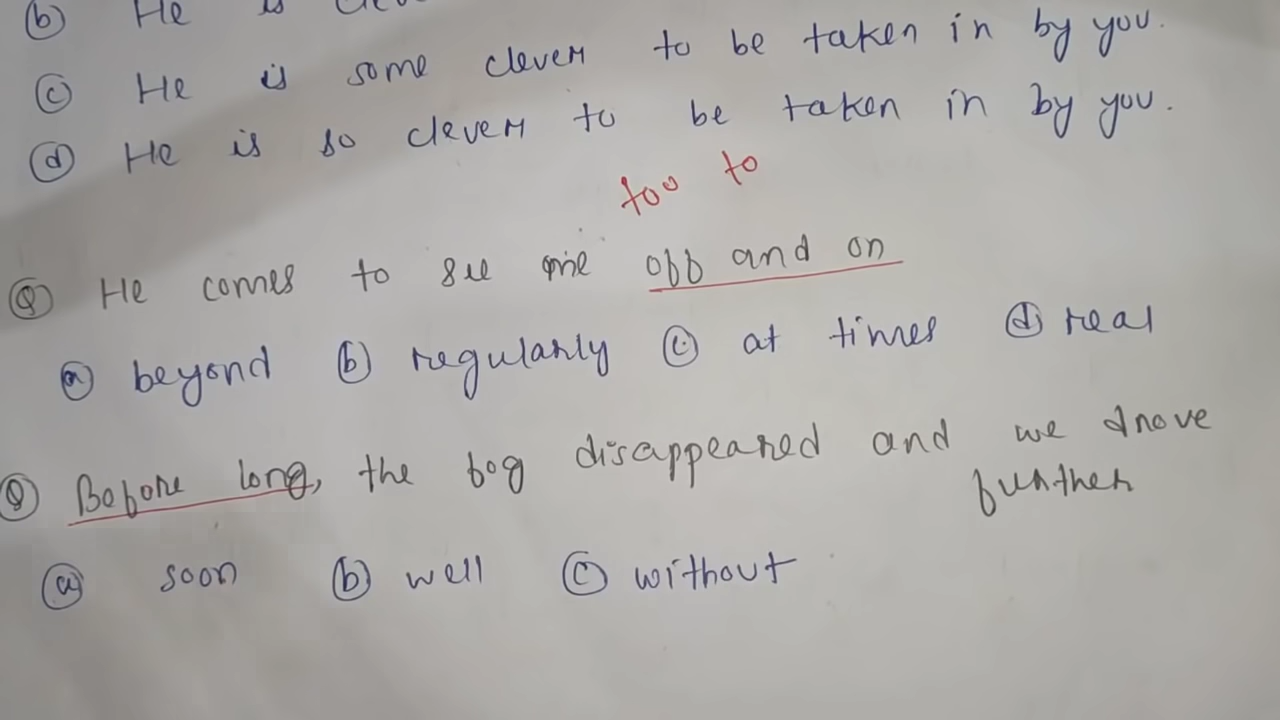 (b) He is
(c) He is some clever to be taken in by you.
(d) He is so clever to be taken in by you.
too to
(Q) He comes to see me off and on
(a) beyond (b) regularly (c) at times (d) real
(Q) Before long, the fog disappeared and we drove
further
(a) soon (b) well (c) without